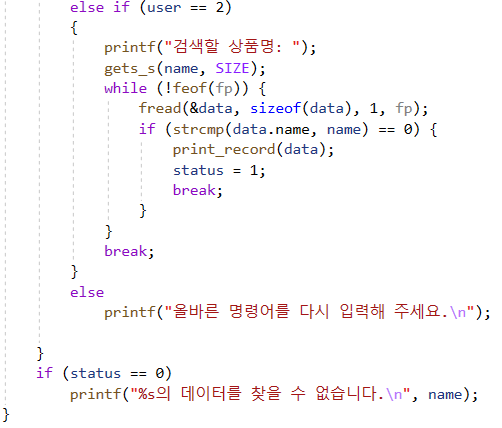 else if (user == 2)
{
printf("검색할 상품명: ");
gets_s(name, SIZE);
while (!feof(fp)) {
fread(&data, sizeof(data), 1, fp);
if (strcmp(data.name, name) == 0) {
print_record(data);
status = 1;
break;
}
}
break;
}
else
printf("올바른 명령어를 다시 입력해 주세요.\n");
}
if (status == 0)
printf("%s의 데이터를 찾을 수 없습니다.\n", name);
}